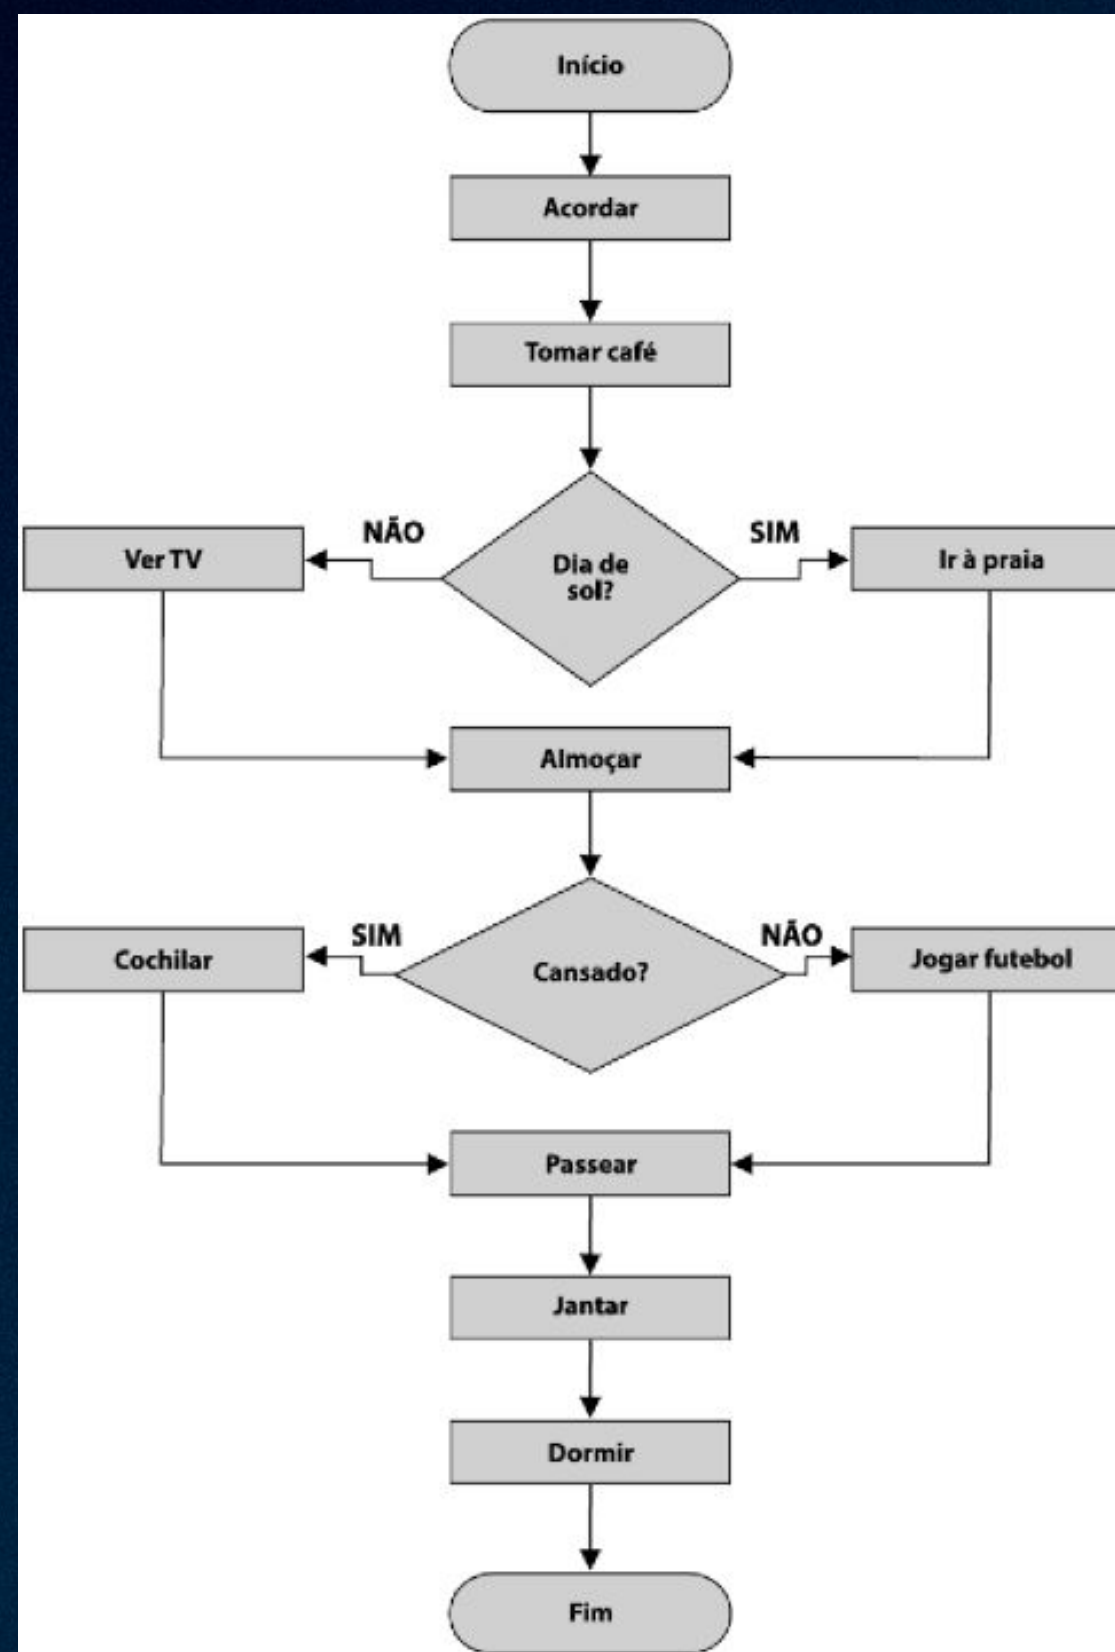 Início
Acordar
Tomar café
NÃO
SIM
Ver TV
Dia de
sol?
Ir à praia
Almoçar
SIM
NÃO
Cochilar
Cansado?
Jogar futebol
Passear
Jantar
Dormir
Fim